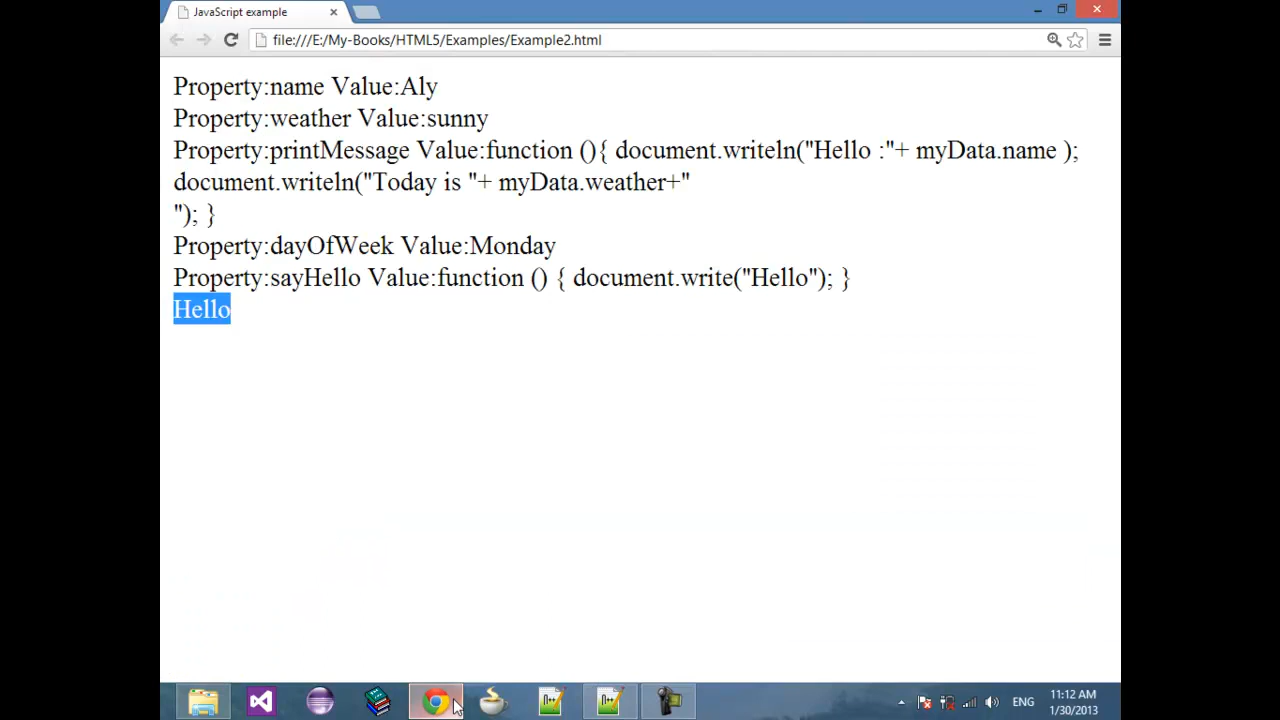 JavaScript example
file:///E:/My-Books/HTML5/Examples/Example2.html
Property:name Value:Aly
Property:weather Value:sunny
Property:printMessage Value:function (){ document.writeln("Hello :"+ myData.name );
document.writeln("Today is "+ myData.weather+"
"); }
Property:dayOfWeek Value:Monday
Property:sayHello Value:function () { document.write("Hello"); }
Hello
ENG
11:12 AM
1/30/2013